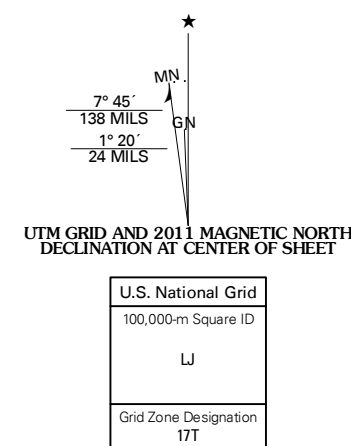 ★
MN
7° 45´
138 MILS
GN
1° 20´
24 MILS
UTM GRID AND 2011 MAGNETIC NORTH
DECLINATION AT CENTER OF SHEET
U.S. National Grid
100,000-m Square ID
LJ
Grid Zone Designation
17T